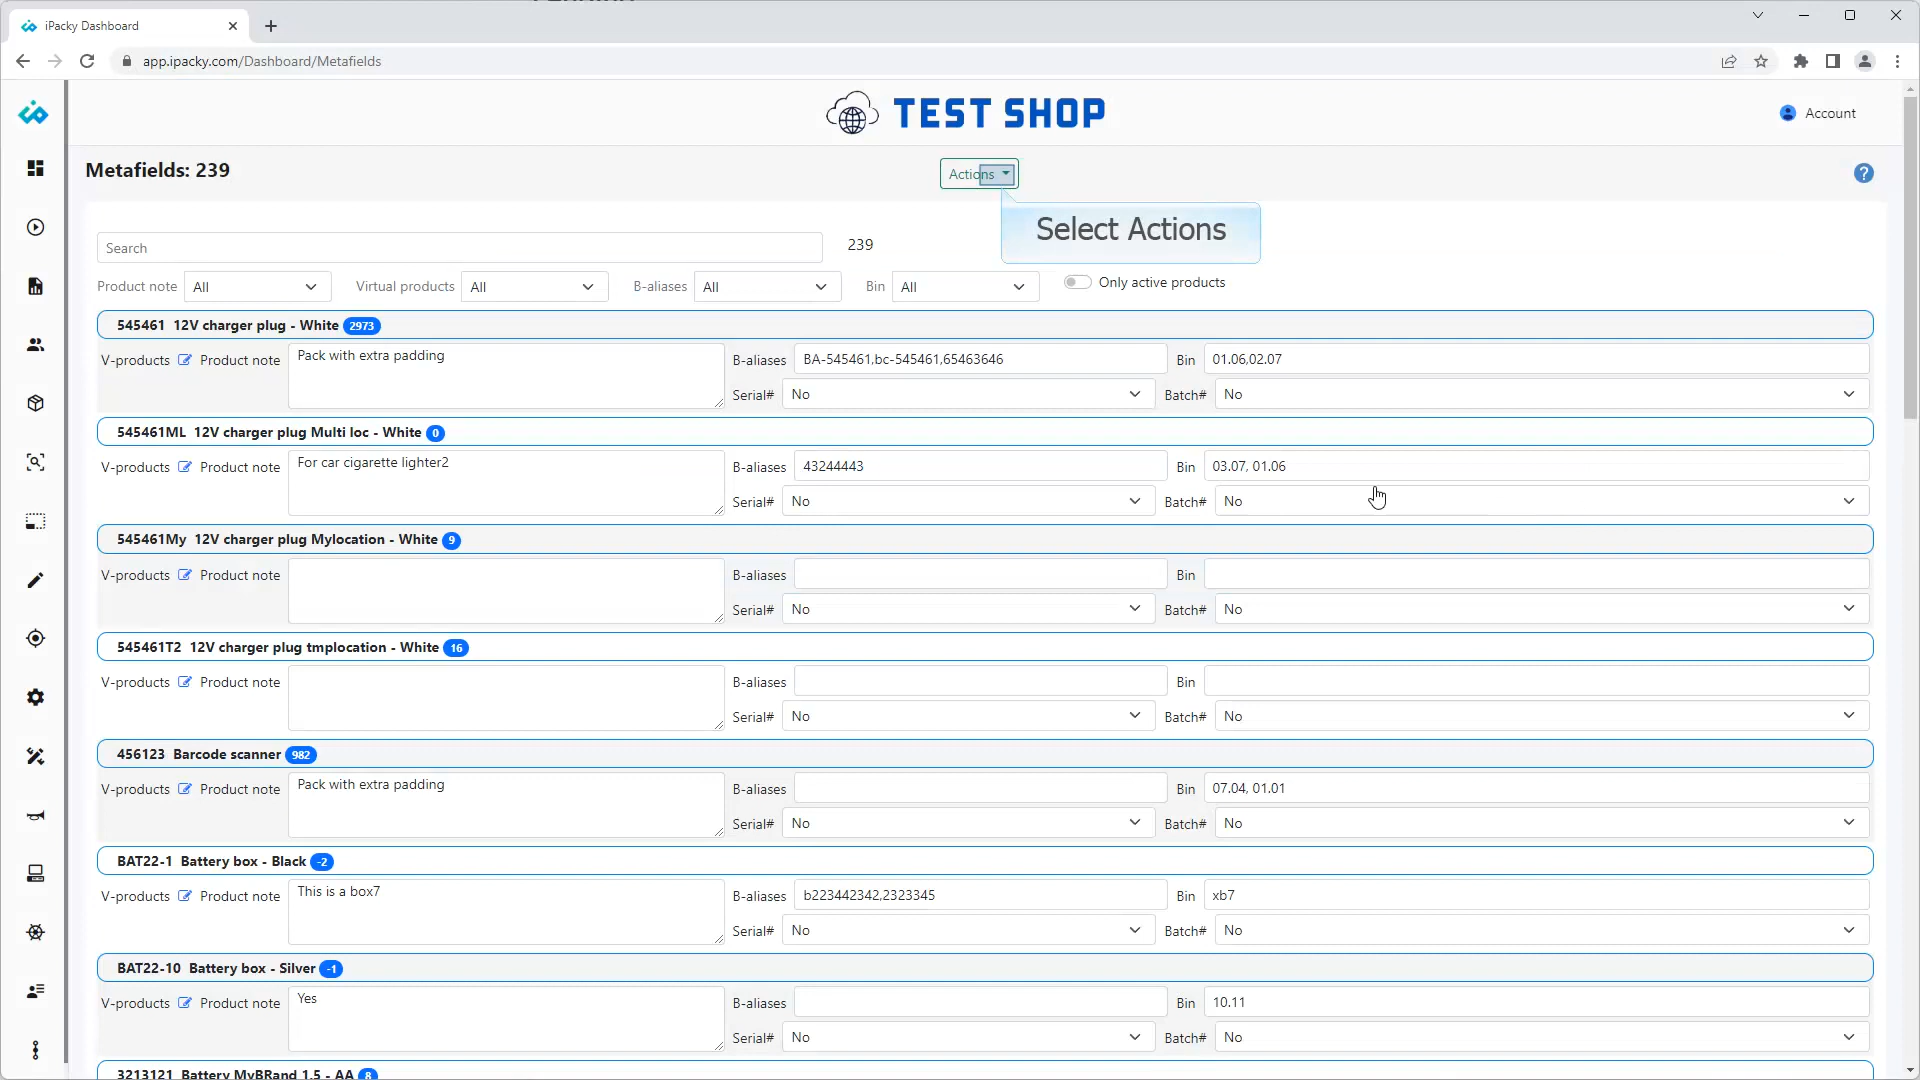 iPacky Dashboard
app.ipacky.com/Dashboard/Metafields
TEST SHOP
Account
Metafields: 239
Actions
Select Actions
Search
239
Product note All Virtual products All B-aliases All Bin All Only active products
545461 12V charger plug - White 2973
V-products Product note Pack with extra padding B-aliases BA-545461,bc-545461,65463646 Bin 01.06,02.07
Serial# No Batch# No
545461ML 12V charger plug Multi loc - White 0
V-products Product note For car cigarette lighter2 B-aliases 43244443 Bin 03.07, 01.06
Serial# No Batch# No
545461My 12V charger plug Mylocation - White 9
V-products Product note B-aliases Bin
Serial# No Batch# No
545461T2 12V charger plug tmplocation - White 16
V-products Product note B-aliases Bin
Serial# No Batch# No
456123 Barcode scanner 982
V-products Product note Pack with extra padding B-aliases Bin 07.04, 01.01
Serial# No Batch# No
BAT22-1 Battery box - Black -2
V-products Product note This is a box7 B-aliases b223442342,2323345 Bin xb7
Serial# No Batch# No
BAT22-10 Battery box - Silver -1
V-products Product note Yes B-aliases Bin 10.11
Serial# No Batch# No
3213121 Battery MyBRand 1.5 - AA 8